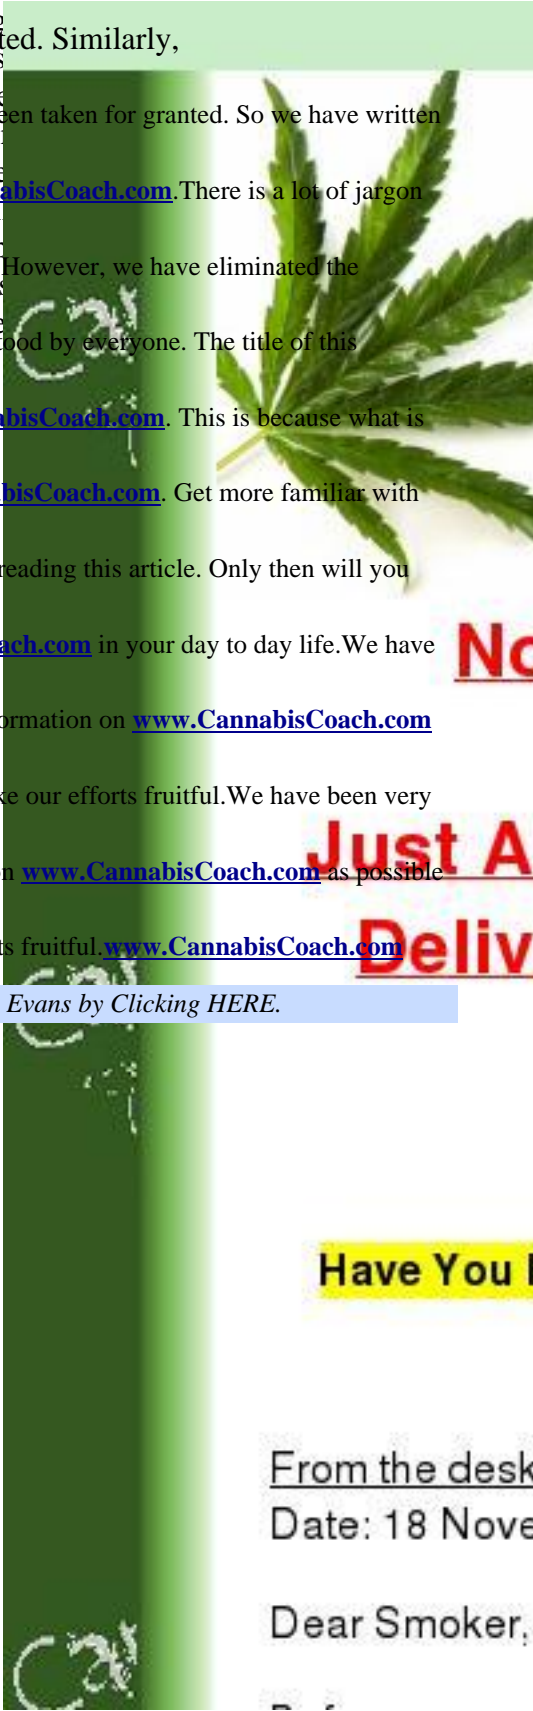 ted. Similarly,
een taken for granted. So we have written
abisCoach.com.There is a lot of jargon
However, we have eliminated the
tood by everyone. The title of this
abisCoach.com. This is because what is
bisCoach.com. Get more familiar with
reading this article. Only then will you
ach.com in your day to day life.We have
No
ormation on www.CannabisCoach.com
ke our efforts fruitful.We have been very
Just A
n www.CannabisCoach.com as possible
Deliv
ts fruitful.www.CannabisCoach.com
Evans by Clicking HERE.
Have You
From the desk
Date: 18 Nove
Dear Smoker,